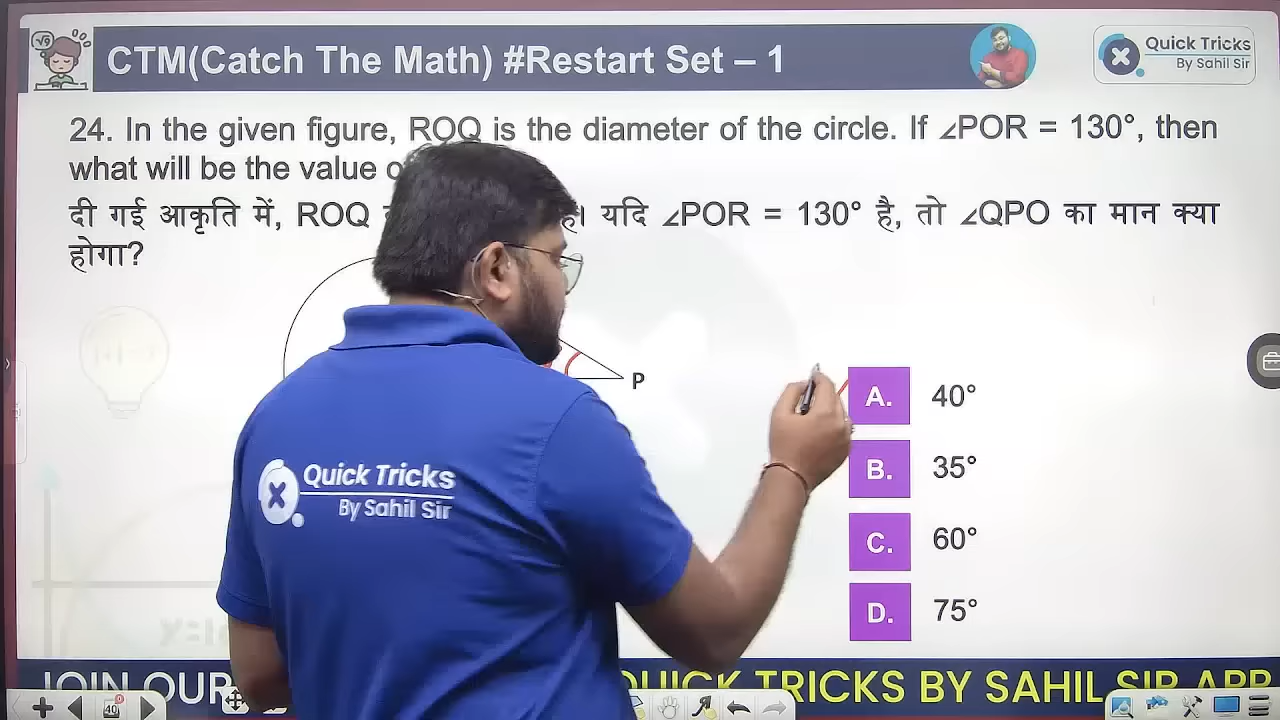 CTM(Catch The Math) #Restart Set – 1
Quick Tricks
By Sahil Sir
24. In the given figure, ROQ is the diameter of the circle. If ∠POR = 130°, then
what will be the value
दी गई आकृति में, ROQ है। यदि ∠POR = 130° है, तो ∠QPO का मान क्या
होगा?
P
A. 40°
B. 35°
C. 60°
D. 75°
Quick Tricks
By Sahil Sir
JOIN OUR QUICK TRICKS BY SAHIL SIR APP
40